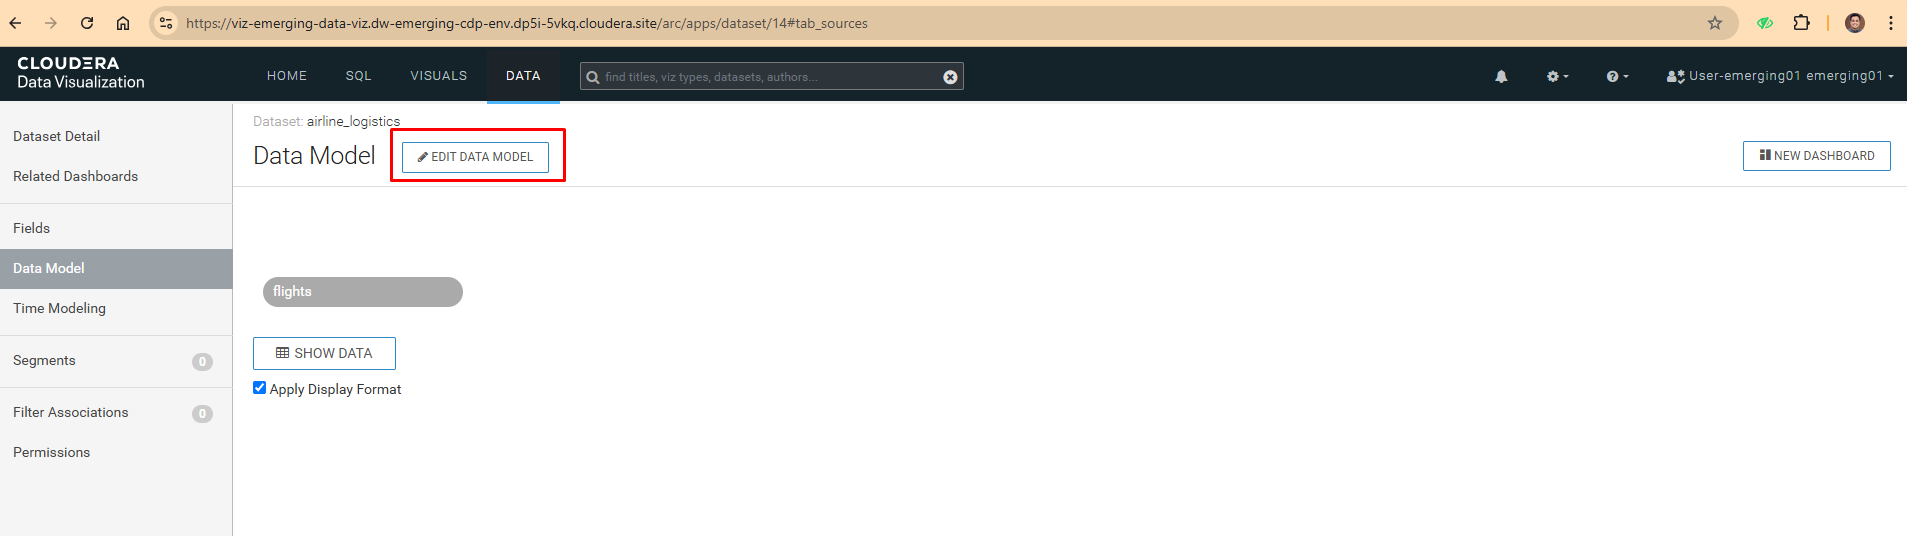 https://viz-emerging-data-viz.dw-emerging-cdp-env.dp5i-5vkq.cloudera.site/arc/apps/dataset/14#tab_sources
CLOUDERA
Data Visualization
HOME
SQL
VISUALS
DATA
find titles, viz types, datasets, authors...
User-emerging01 emerging01
Dataset Detail
Related Dashboards
Fields
Data Model
Time Modeling
Segments 0
Filter Associations 0
Permissions
Dataset: airline_logistics
Data Model
EDIT DATA MODEL
NEW DASHBOARD
flights
SHOW DATA
Apply Display Format